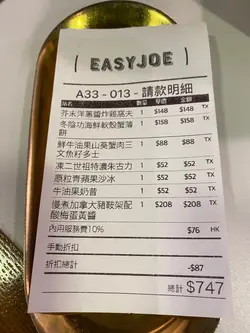 ( EASYJOE )
A33 - 013 - 請款明細
品名 數量 單價 金額
芥末洋蔥醬炸雞窩夫 1 $148 $148 TX
冬陰功海鮮軟殼蟹薄餅 1 $158 $158 TX
鮮牛油果山葵蟹肉三文魚籽多士 1 $88 $88 TX
凍二世祖特濃朱古力 1 $52 $52 TX
原粒青蘋果沙冰 1 $52 $52 TX
牛油果奶昔 1 $52 $52 TX
慢煮加拿大豬鞍架配酸梅蛋黃醬 1 $208 $208 TX
內用服務費10% $76 HK
手動折扣
折扣總計 -$87
總計 $747